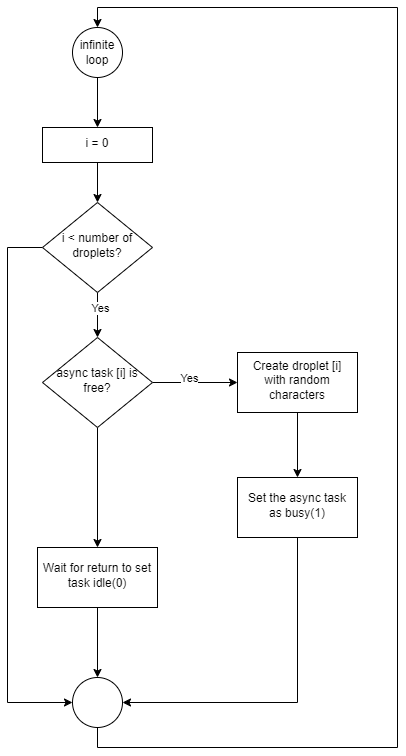 infinite
loop
i = 0
i < number of
droplets?
Yes
async task [i] is
free?
Yes
Create droplet [i]
with random
characters
Set the async task
as busy(1)
Wait for return to set
task idle(0)